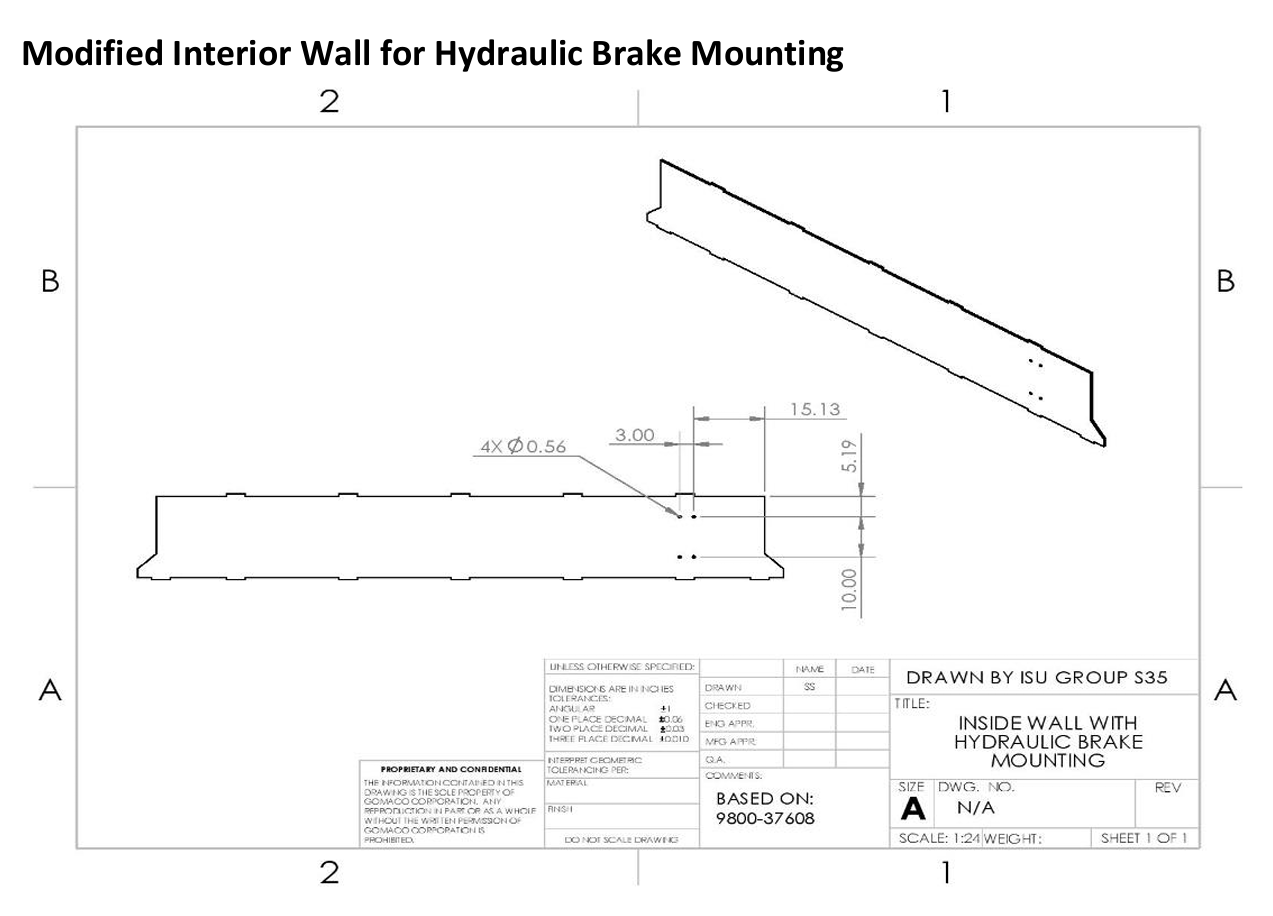 Modified Interior Wall for Hydraulic Brake Mounting
2 1
B B
15.13
3.00
4X Ø0.56
5.19
10.00
A A
UNLESS OTHERWISE SPECIFIED:
DIMENSIONS ARE IN INCHES
TOLERANCES:
ANGULAR ±1
ONE PLACE DECIMAL ±0.06
TWO PLACE DECIMAL ±0.03
THREE PLACE DECIMAL ±0.010
INTERPRET GEOMETRIC
TOLERANCING PER:
MATERIAL
FINISH
DO NOT SCALE DRAWING
NAME DATE
DRAWN SS
CHECKED
ENG APPR.
MFG APPR.
Q.A.
COMMENTS:
BASED ON:
9800-37608
DRAWN BY ISU GROUP S35
TITLE:
INSIDE WALL WITH
HYDRAULIC BRAKE
MOUNTING
SIZE DWG. NO. REV
A N/A
SCALE: 1:24 WEIGHT: SHEET 1 OF 1
PROPRIETARY AND CONFIDENTIAL
THE INFORMATION CONTAINED IN THIS
DRAWING IS THE SOLE PROPERTY OF
GOMACO CORPORATION. ANY
REPRODUCTION IN PART OR AS A WHOLE
WITHOUT THE WRITTEN PERMISSION OF
GOMACO CORPORATION IS
PROHIBITED.
2 1